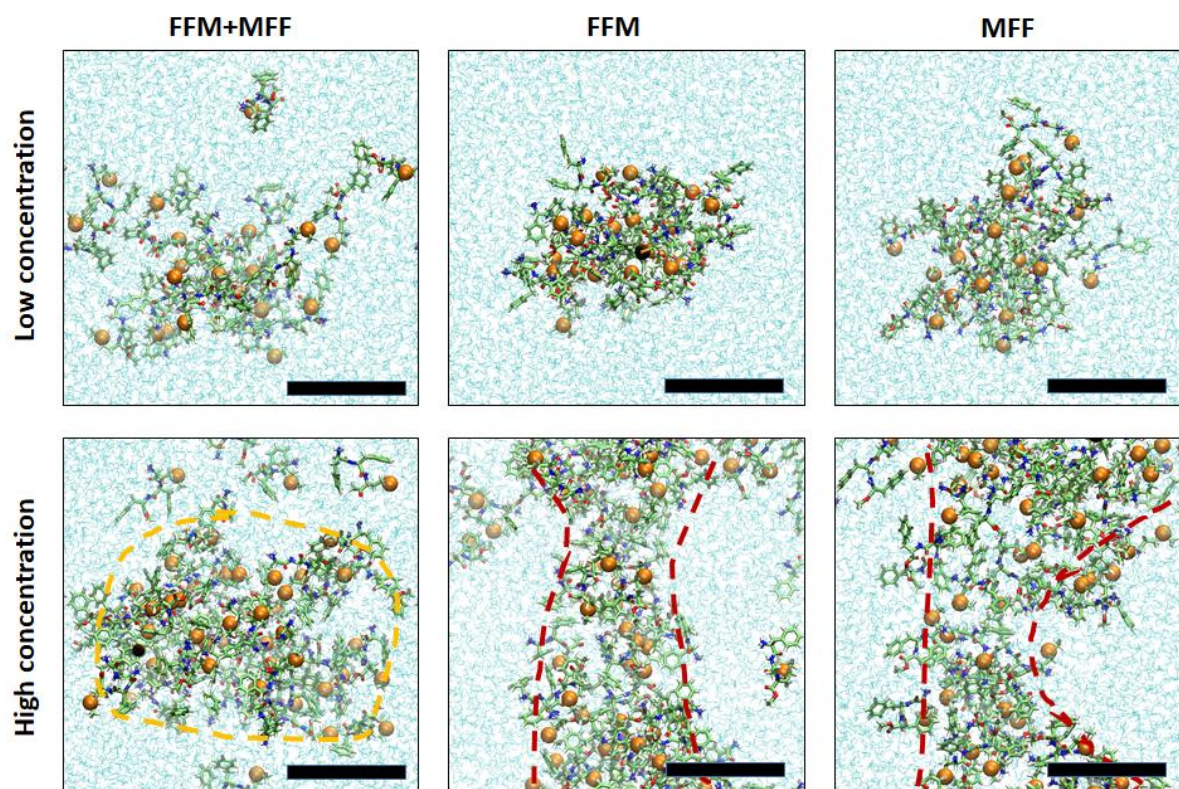 FFM+MFF
FFM
MFF
Low concentration
High concentration